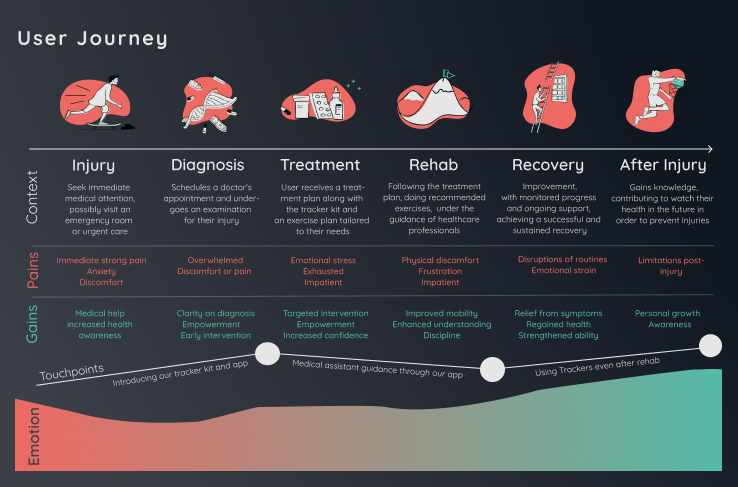 User Journey
Injury
Diagnosis
Treatment
Rehab
Recovery
After Injury
Context
Seek immediate
medical attention,
possibly visit an
emergency room
or urgent care
Schedules a doctor's
appointment and under-
goes an examination
for their injury
User receives a treat-
ment plan along with
the tracker kit and
an exercise plan tailored
to their needs
Following the treatment
plan, doing recommended
exercises, under the
guidance of healthcare
professionals
Improvement,
with monitored progress
and ongoing support,
achieving a successful and
sustained recovery
Gains knowledge,
contributing to watch their
health in the future in
order to prevent injuries
Pains
Immediate strong pain
Anxiety
Discomfort
Overwhelmed
Discomfort or pain
Emotional stress
Exhausted
Impatient
Physical discomfort
Frustration
Impatient
Disruptions of routines
Emotional strain
Limitations post-
injury
Gains
Medical help
increased health
awareness
Clarity on diagnosis
Empowerment
Early intervention
Targeted intervention
Empowerment
Increased confidence
Improved mobility
Enhanced understanding
Discipline
Relief from symptoms
Regained health
Strengthened ability
Personal growth
Awareness
Touchpoints
Introducing our tracker kit and app
Medical assistant guidance through our app
Using Trackers even after rehab
Emotion